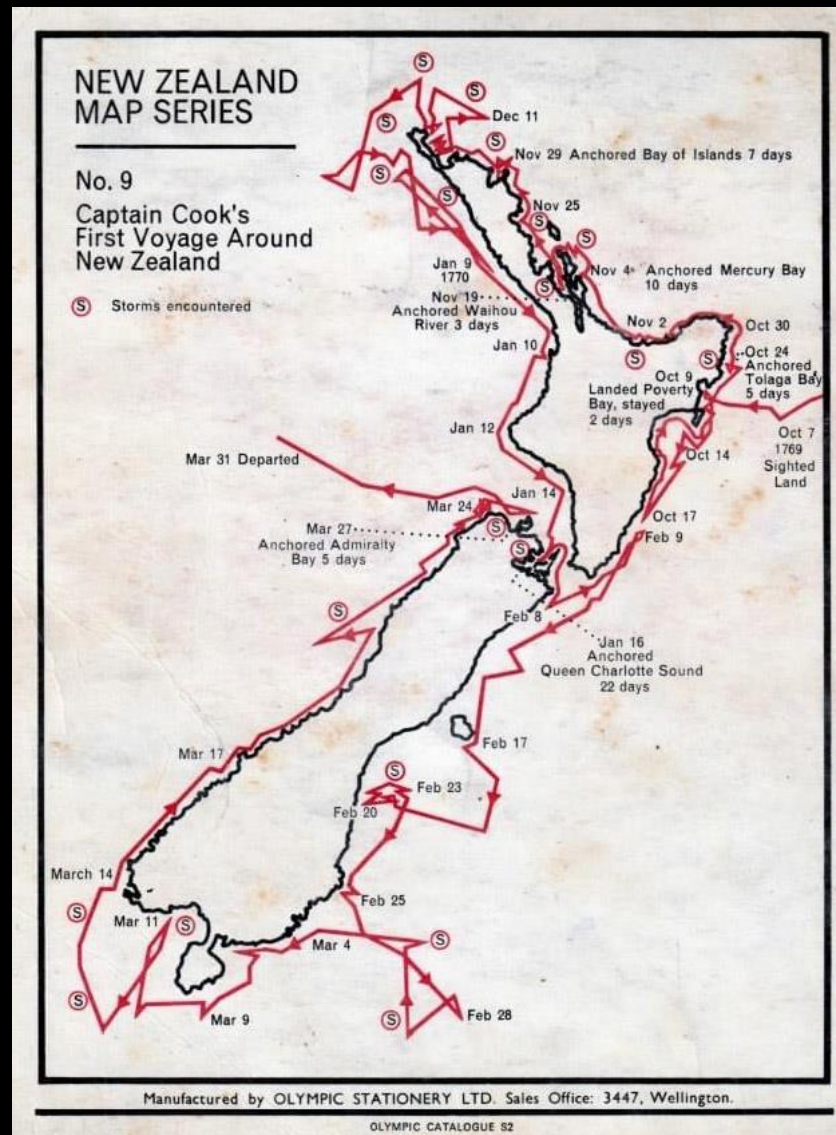 NEW ZEALAND
MAP SERIES
No. 9
Captain Cook's
First Voyage Around
New Zealand
Ⓢ Storms encountered
Ⓢ
Ⓢ
Dec 11
Ⓢ
Ⓢ
Nov 29 Anchored Bay of Islands 7 days
Ⓢ
Ⓢ
Nov 25
Ⓢ
Ⓢ
Jan 9
1770
Nov 4 Anchored Mercury Bay
10 days
Ⓢ
Nov 19
Anchored Waihou
River 3 days
Nov 2
Oct 30
Jan 10
Ⓢ
Ⓢ
Oct 24
Anchored
Tolaga Bay
5 days
Oct 9
Landed Poverty
Bay, stayed
2 days
Oct 7
1769
Sighted
Land
Jan 12
Oct 14
Mar 31 Departed
Jan 14
Mar 24
Oct 17
Mar 27
Anchored Admiralty
Bay 5 days
Ⓢ
Ⓢ
Feb 9
Feb 8
Ⓢ
Jan 16
Anchored
Queen Charlotte Sound
22 days
Mar 17
Feb 17
Ⓢ
Feb 23
Feb 20
March 14
Feb 25
Mar 11
Ⓢ
Ⓢ
Mar 4
Ⓢ
Ⓢ
Mar 9
Ⓢ
Feb 28
Manufactured by OLYMPIC STATIONERY LTD. Sales Office: 3447, Wellington.
OLYMPIC CATALOGUE S2